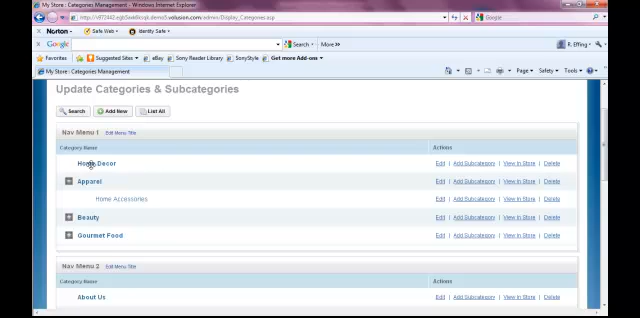 My Store : Categories Management - Windows Internet Explorer
Google
Norton Safe Web Identity Safe
Google Search More >> R. Effing
Favorites Suggested Sites eBay Sony Reader Library SonyStyle Get more Add-ons
My Store : Categories Management Page Safety Tools
Update Categories & Subcategories
Search Add New List All
Nav Menu 1 Edit Menu Title
Category Name Actions
Home Decor Edit | Add Subcategory | View In Store | Delete
Apparel Edit | Add Subcategory | View In Store | Delete
Home Accessories Edit | Add Subcategory | View In Store | Delete
Beauty Edit | Add Subcategory | View In Store | Delete
Gourmet Food Edit | Add Subcategory | View In Store | Delete
Nav Menu 2 Edit Menu Title
Category Name Actions
About Us Edit | Add Subcategory | View In Store | Delete